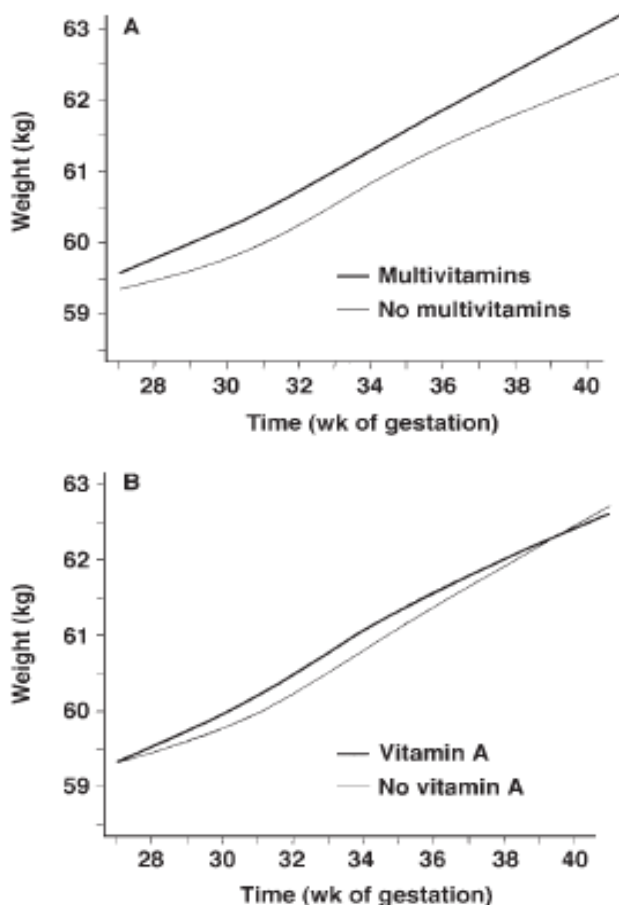 A
63
62
61
60
59
Weight (kg)
Multivitamins
No multivitamins
28 30 32 34 36 38 40
Time (wk of gestation)
B
63
62
61
60
59
Weight (kg)
Vitamin A
No vitamin A
28 30 32 34 36 38 40
Time (wk of gestation)